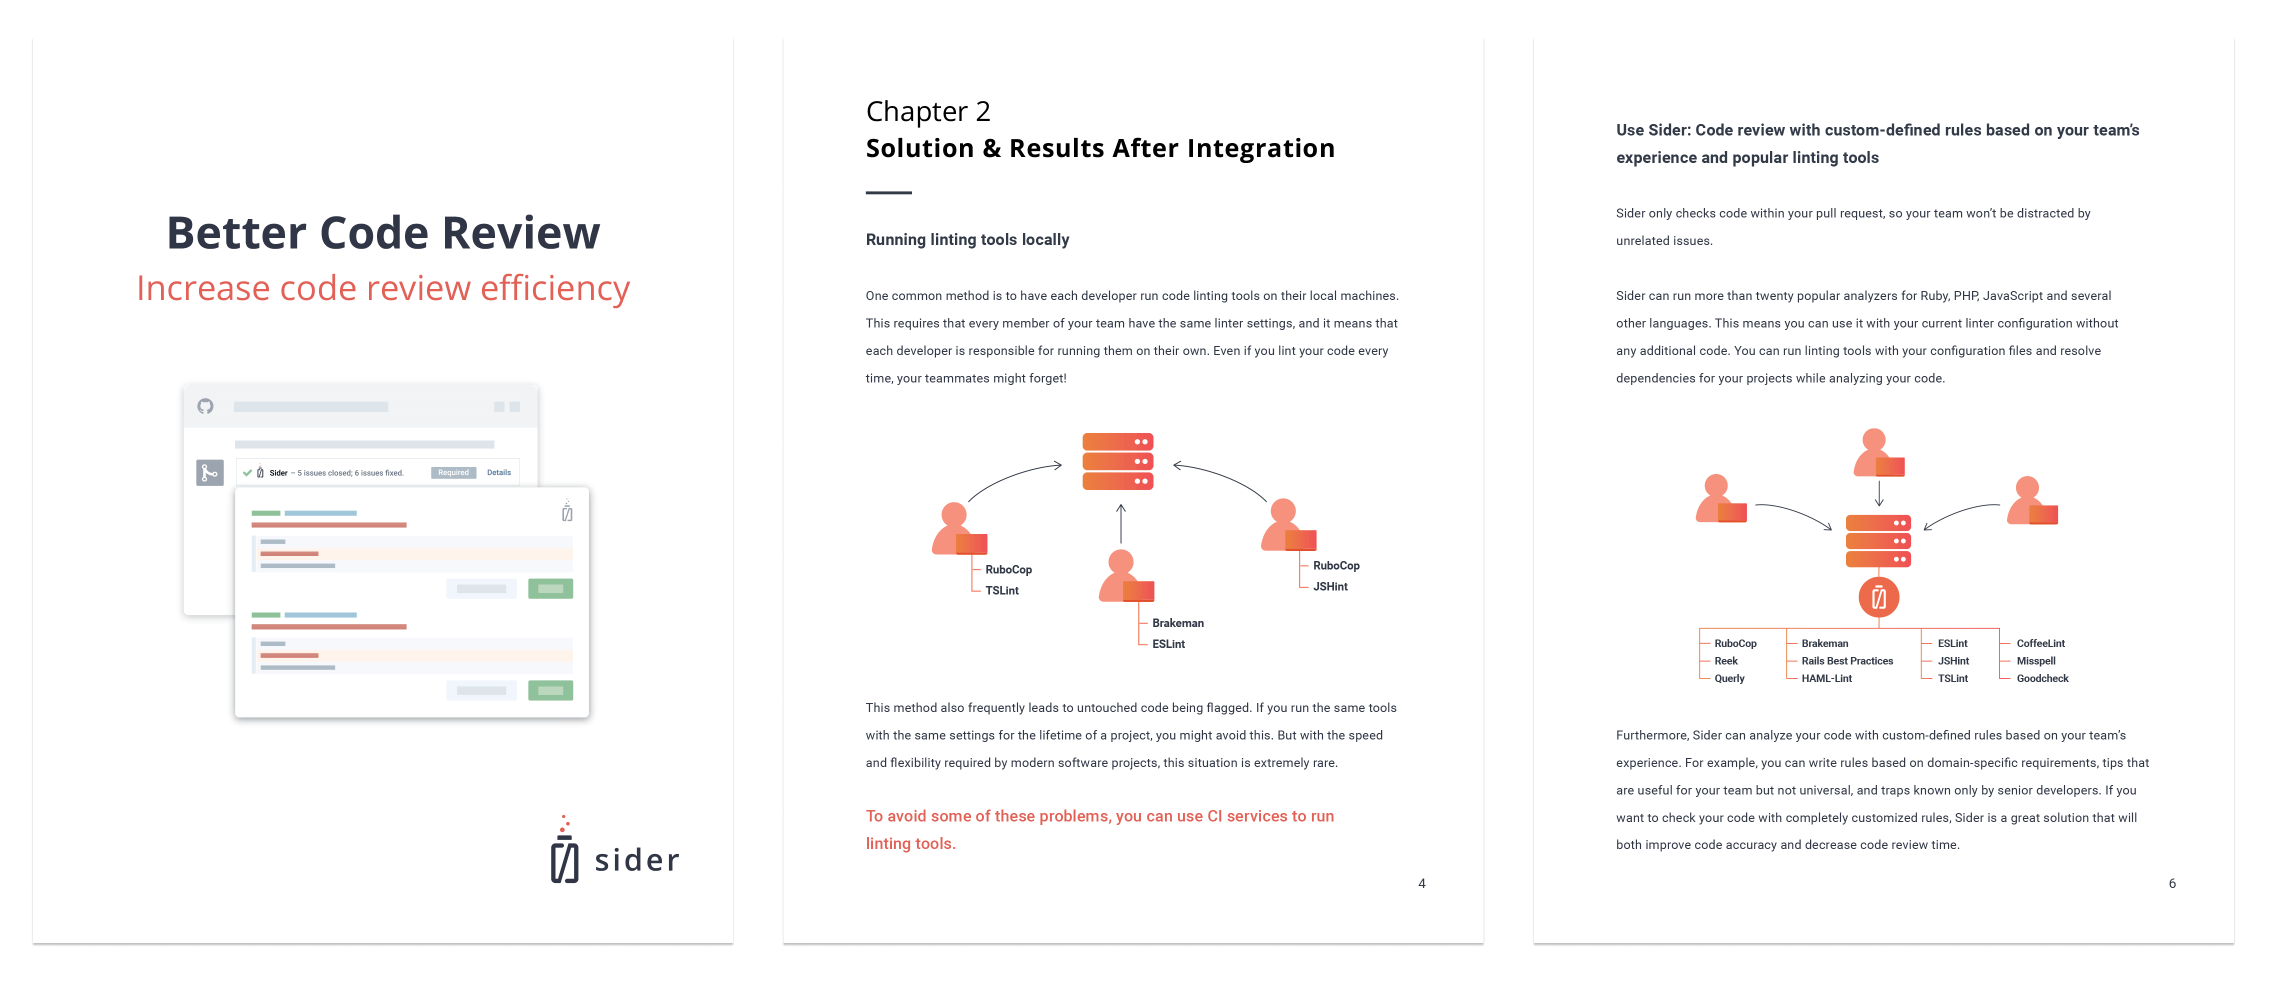 Better Code Review
Increase code review efficiency
Sider – 5 issues closed; 6 issues fixed.
Required
Details
sider
Chapter 2
Solution & Results After Integration
Running linting tools locally
One common method is to have each developer run code linting tools on their local machines.
This requires that every member of your team have the same linter settings, and it means that
each developer is responsible for running them on their own. Even if you lint your code every
time, your teammates might forget!
RuboCop
TSLint
Brakeman
ESLint
RuboCop
JSHint
This method also frequently leads to untouched code being flagged. If you run the same tools
with the same settings for the lifetime of a project, you might avoid this. But with the speed
and flexibility required by modern software projects, this situation is extremely rare.
To avoid some of these problems, you can use CI services to run
linting tools.
4
Use Sider: Code review with custom-defined rules based on your team's
experience and popular linting tools
Sider only checks code within your pull request, so your team won't be distracted by
unrelated issues.
Sider can run more than twenty popular analyzers for Ruby, PHP, JavaScript and several
other languages. This means you can use it with your current linter configuration without
any additional code. You can run linting tools with your configuration files and resolve
dependencies for your projects while analyzing your code.
RuboCop
Reek
Querly
Brakeman
Rails Best Practices
HAML-Lint
ESLint
JSHint
TSLint
CoffeeLint
Misspell
Goodcheck
Furthermore, Sider can analyze your code with custom-defined rules based on your team's
experience. For example, you can write rules based on domain-specific requirements, tips that
are useful for your team but not universal, and traps known only by senior developers. If you
want to check your code with completely customized rules, Sider is a great solution that will
both improve code accuracy and decrease code review time.
6